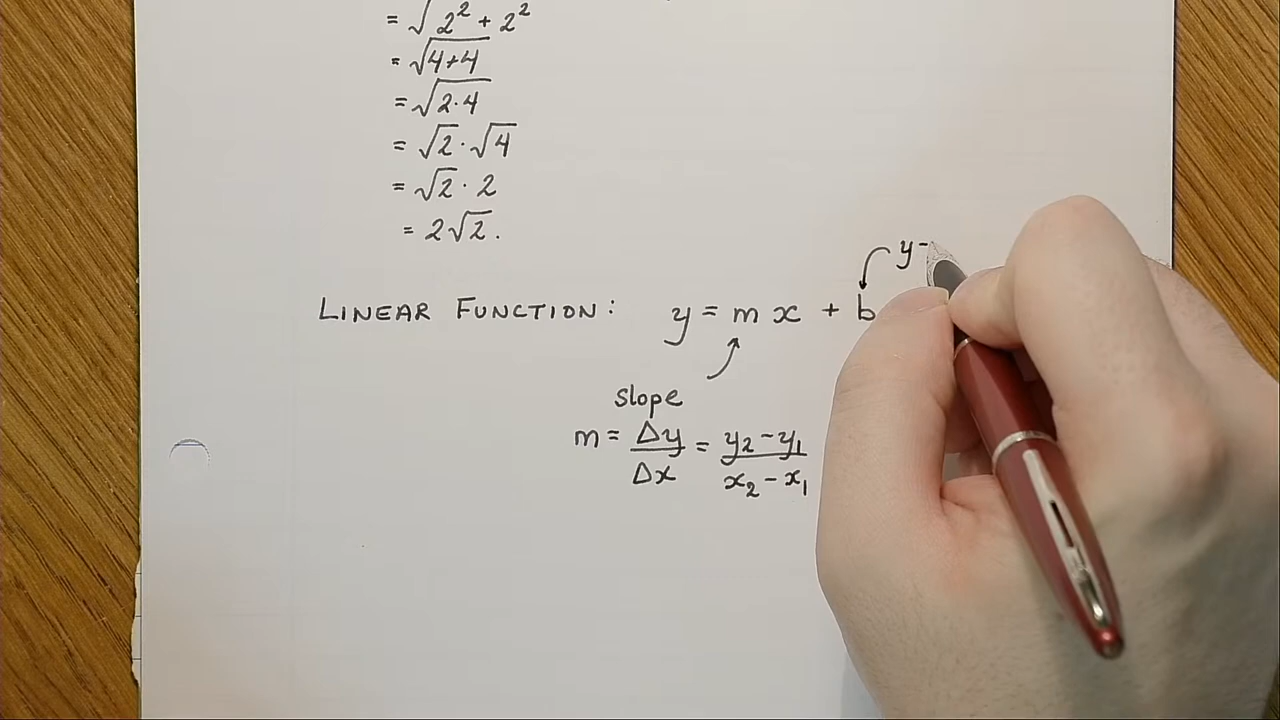 = √2² + 2²
= √4+4
= √2·4
= √2 · √4
= √2 · 2
= 2√2.
y-
LINEAR FUNCTION: y = mx + b
slope
m = Δy/Δx = y₂-y₁/x₂-x₁